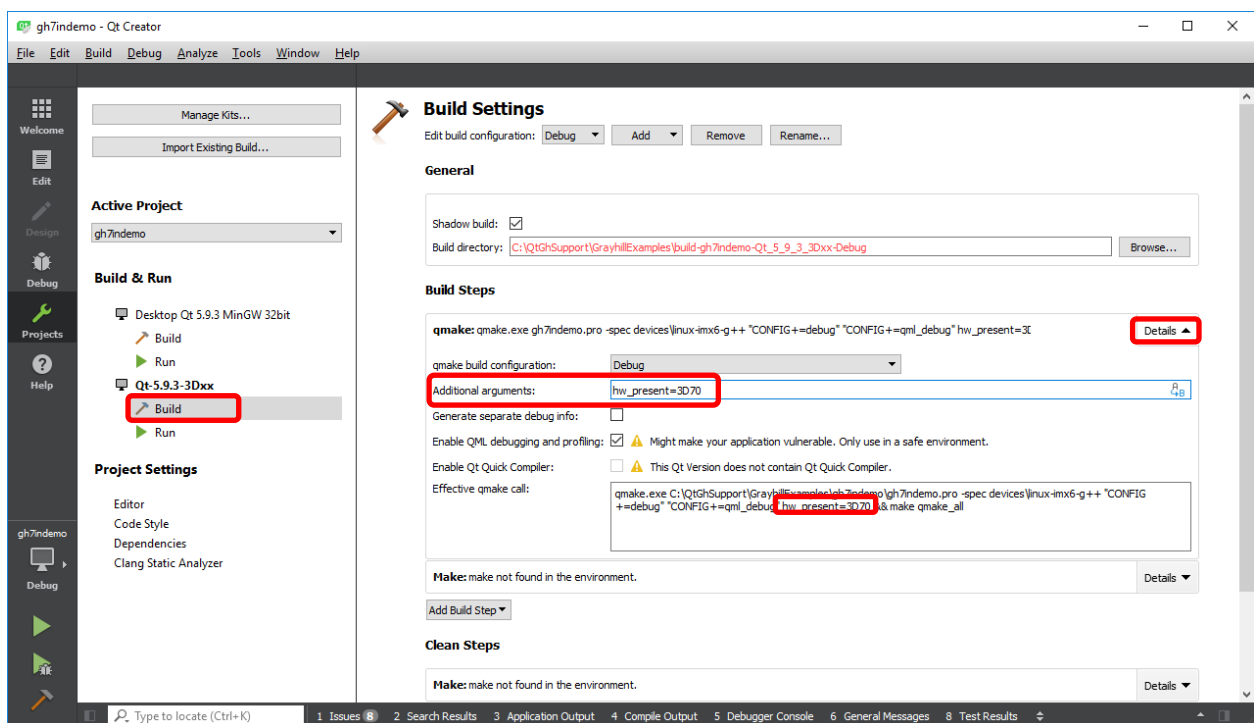 gh7indemo - Qt Creator
File Edit Build Debug Analyze Tools Window Help
Welcome
Edit
Design
Debug
Projects
Help
gh7indemo
Debug
Manage Kits...
Import Existing Build...
Active Project
gh7indemo
Build & Run
Desktop Qt 5.9.3 MinGW 32bit
Build
Run
Qt-5.9.3-3Dxx
Build
Run
Project Settings
Editor
Code Style
Dependencies
Clang Static Analyzer
Build Settings
Edit build configuration: Debug Add Remove Rename...
General
Shadow build:
Build directory: C:\QtGhSupport\GrayhillExamples\build-gh7indemo-Qt_5_9_3_3Dxx-Debug Browse...
Build Steps
qmake: qmake.exe gh7indemo.pro -spec devices\linux-imx6-g++ "CONFIG+=debug" "CONFIG+=qml_debug" hw_present=3D Details
qmake build configuration: Debug
Additional arguments: hw_present=3D70
Generate separate debug info:
Enable QML debugging and profiling: Might make your application vulnerable. Only use in a safe environment.
Enable Qt Quick Compiler: This Qt Version does not contain Qt Quick Compiler.
Effective qmake call: qmake.exe C:\QtGhSupport\GrayhillExamples\gh7indemo\gh7indemo.pro -spec devices\linux-imx6-g++ "CONFIG
+=debug" "CONFIG+=qml_debug" hw_present=3D70 && make qmake_all
Make: make not found in the environment. Details
Add Build Step
Clean Steps
Make: make not found in the environment. Details
Type to locate (Ctrl+K) 1 Issues 8 2 Search Results 3 Application Output 4 Compile Output 5 Debugger Console 6 General Messages 8 Test Results